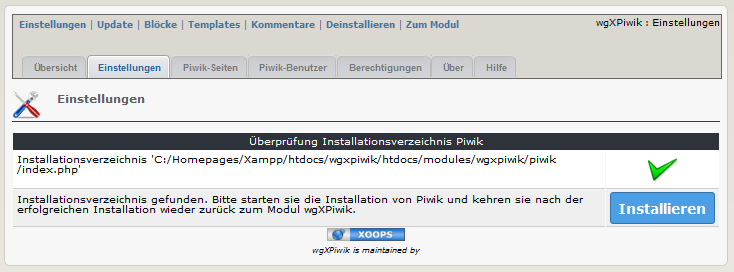 Einstellungen | Update | Blöcke | Templates | Kommentare | Deinstallieren | Zum Modul
wgXPiwik : Einstellungen
Übersicht Einstellungen Piwik-Seiten Piwik-Benutzer Berechtigungen Über Hilfe
Einstellungen
Überprüfung Installationsverzeichnis Piwik
Installationsverzeichnis 'C:/Homepages/Xampp/htdocs/wgxpiwik/htdocs/modules/wgxpiwik/piwik
/index.php'
Installationsverzeichnis gefunden. Bitte starten sie die Installation von Piwik und kehren sie nach der
erfolgreichen Installation wieder zurück zum Modul wgXPiwik.
Installieren
XOOPS
wgXPiwik is maintained by